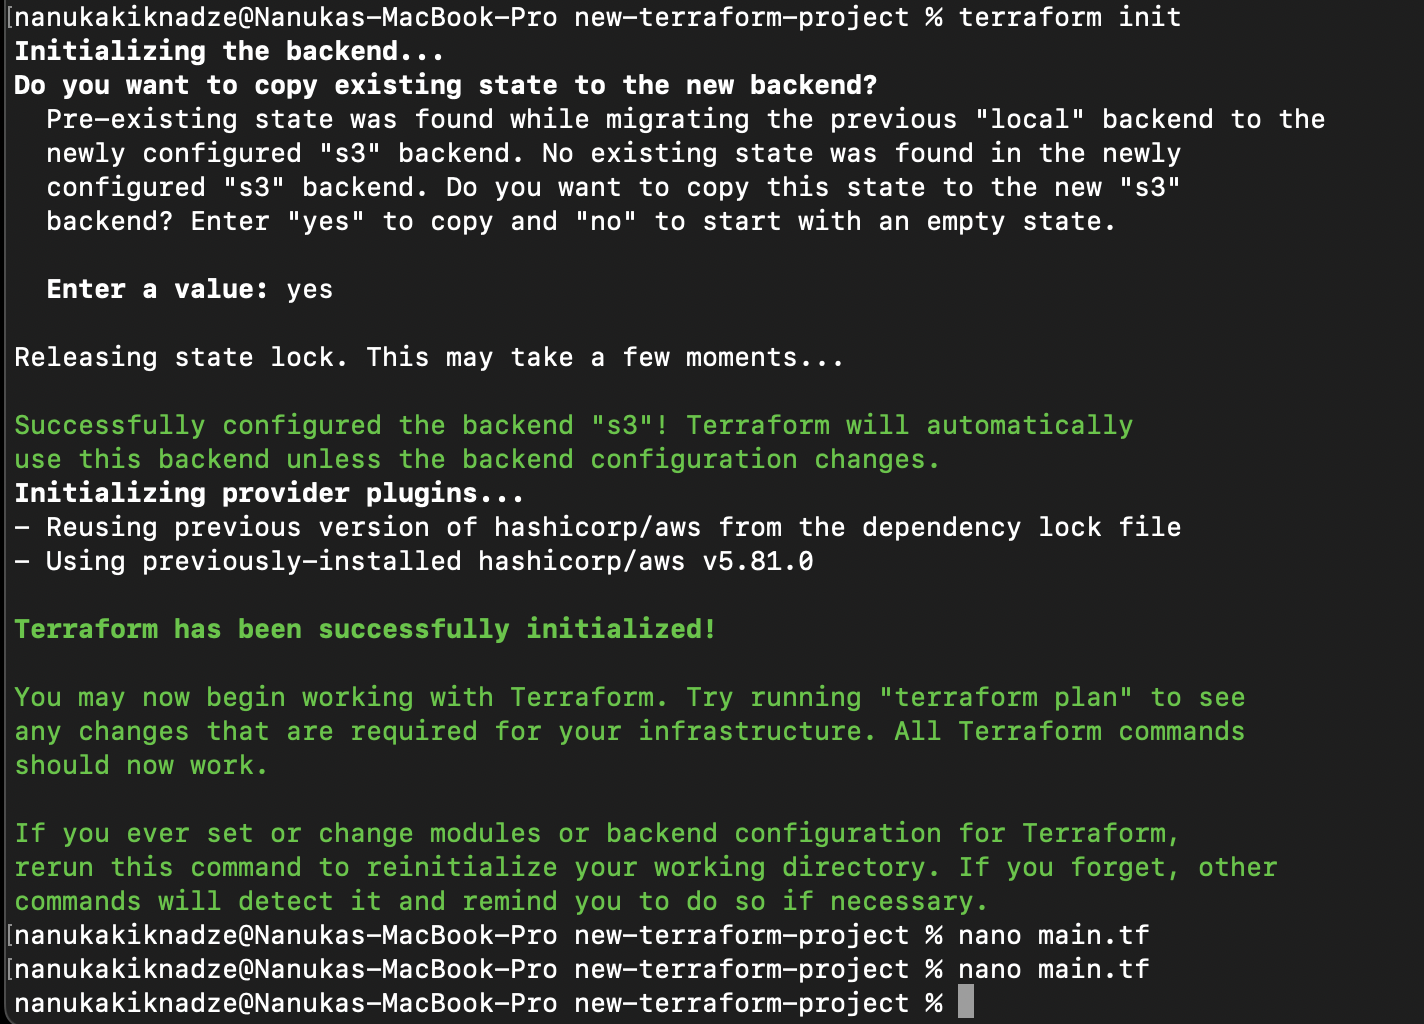 [nanukakiknadze@Nanukas-MacBook-Pro new-terraform-project % terraform init
Initializing the backend...
Do you want to copy existing state to the new backend?
  Pre-existing state was found while migrating the previous "local" backend to the
  newly configured "s3" backend. No existing state was found in the newly
  configured "s3" backend. Do you want to copy this state to the new "s3"
  backend? Enter "yes" to copy and "no" to start with an empty state.
  Enter a value: yes
Releasing state lock. This may take a few moments...
Successfully configured the backend "s3"! Terraform will automatically
use this backend unless the backend configuration changes.
Initializing provider plugins...
- Reusing previous version of hashicorp/aws from the dependency lock file
- Using previously-installed hashicorp/aws v5.81.0
Terraform has been successfully initialized!
You may now begin working with Terraform. Try running "terraform plan" to see
any changes that are required for your infrastructure. All Terraform commands
should now work.
If you ever set or change modules or backend configuration for Terraform,
rerun this command to reinitialize your working directory. If you forget, other
commands will detect it and remind you to do so if necessary.
[nanukakiknadze@Nanukas-MacBook-Pro new-terraform-project % nano main.tf
[nanukakiknadze@Nanukas-MacBook-Pro new-terraform-project % nano main.tf
nanukakiknadze@Nanukas-MacBook-Pro new-terraform-project %